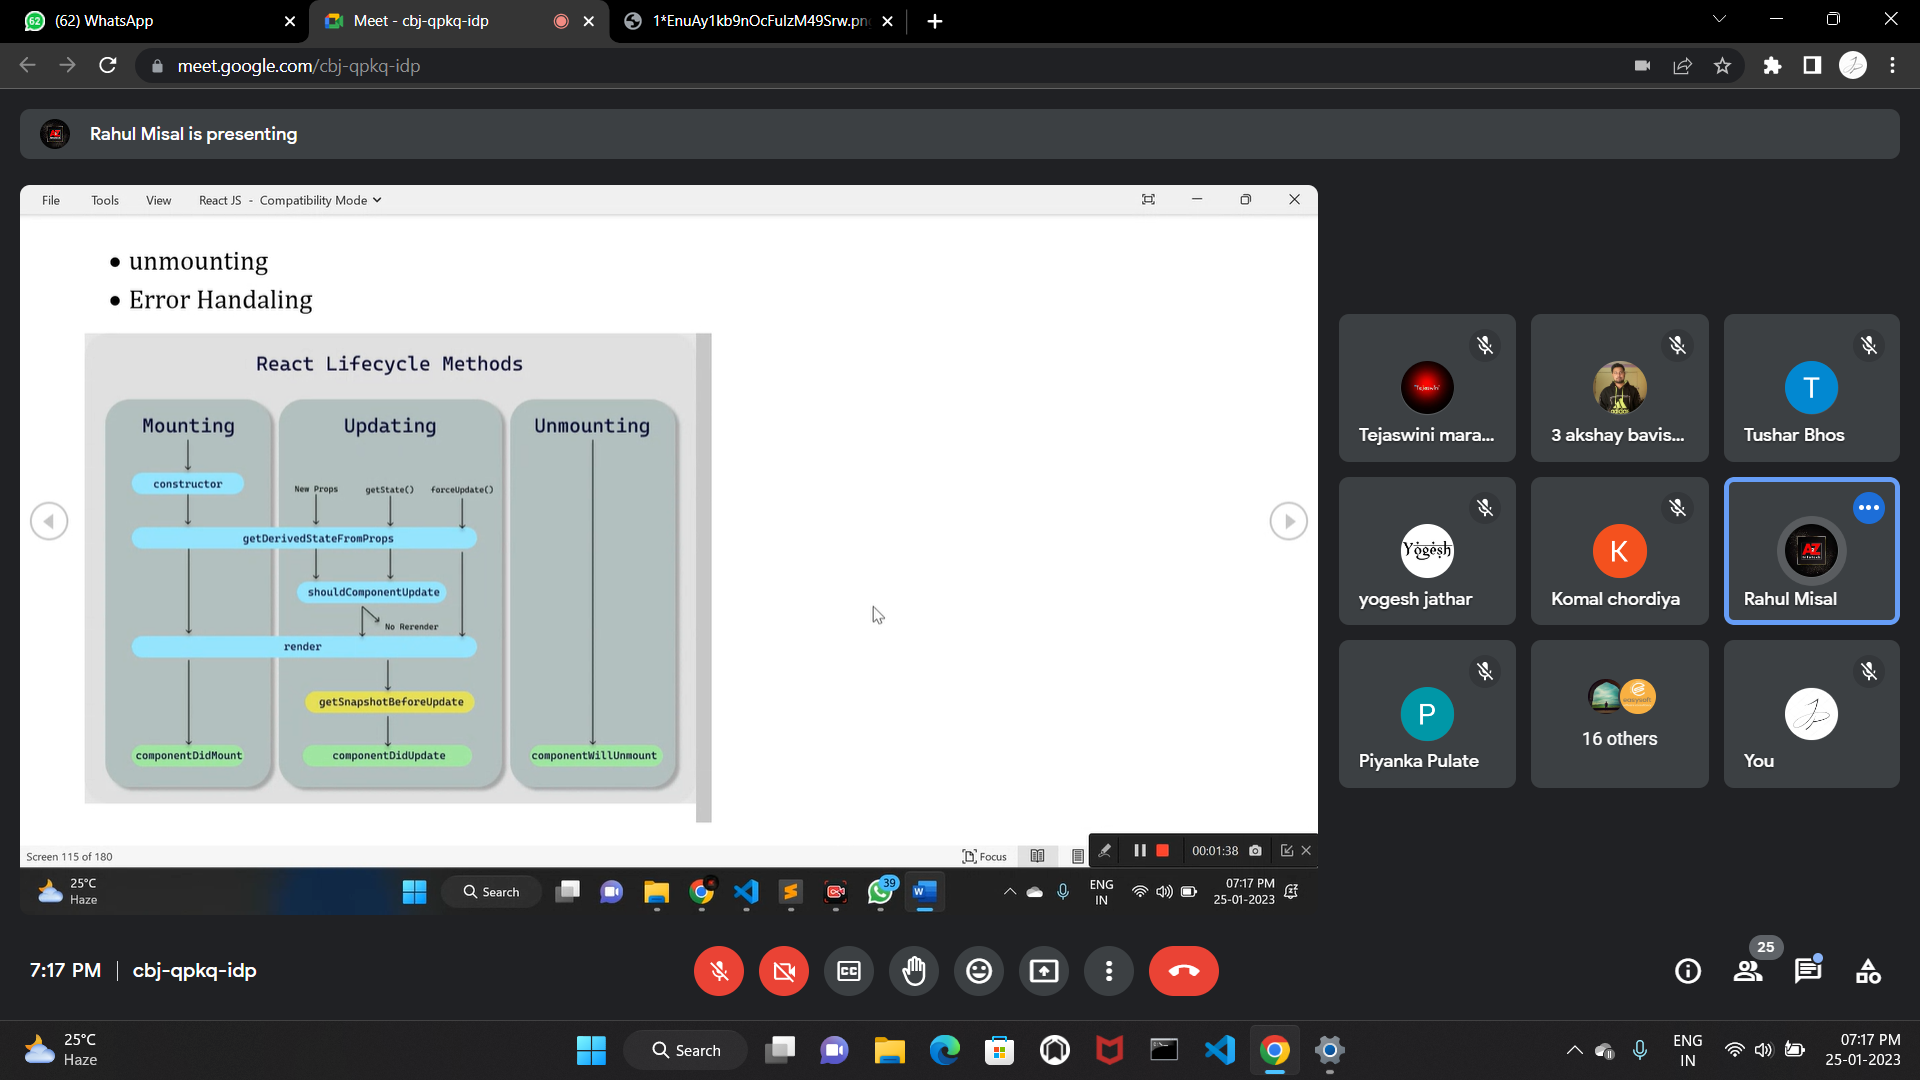 (62) WhatsApp
Meet - cbj-qpkq-idp
1*EnuAy1kb9nOcFuIzM49Srw.pn
meet.google.com/cbj-qpkq-idp
Rahul Misal is presenting
File Tools View React JS - Compatibility Mode
• unmounting
• Error Handaling
React Lifecycle Methods
Mounting Updating Unmounting
constructor
New Props getState() forceUpdate()
getDerivedStateFromProps
shouldComponentUpdate
No Rerender
render
getSnapshotBeforeUpdate
componentDidMount componentDidUpdate componentWillUnmount
Screen 115 of 180
Focus
00:01:38
25°C
Haze
Search
39
ENG
IN
07:17 PM
25-01-2023
Tejaswini mara...
3 akshay bavis...
T
Tushar Bhos
Yogesh
yogesh jathar
K
Komal chordiya
Rahul Misal
P
Piyanka Pulate
16 others
You
7:17 PM | cbj-qpkq-idp
25
25°C
Haze
Search
ENG
IN
07:17 PM
25-01-2023